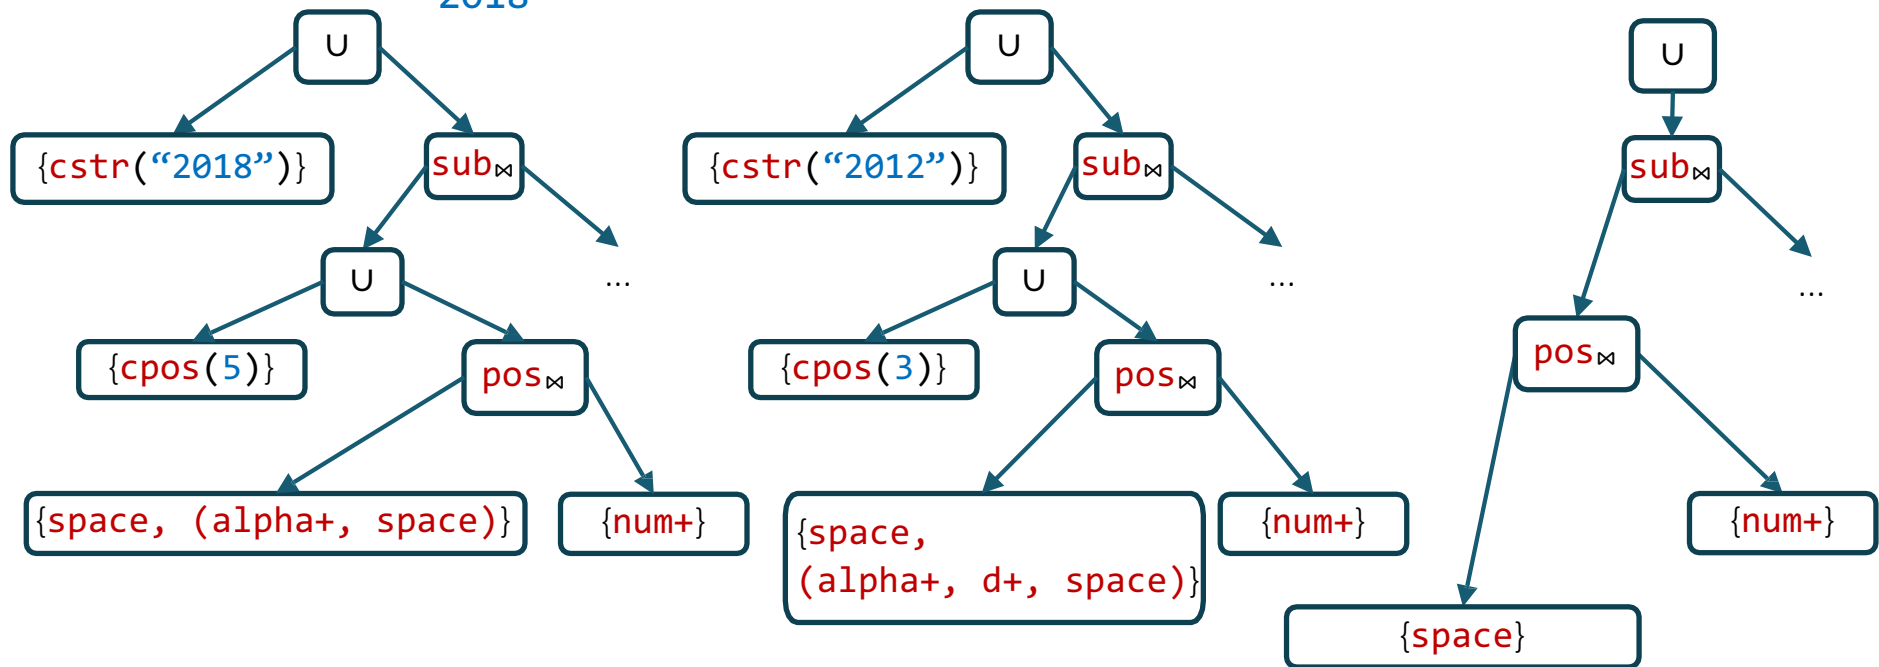 2018
∪
{cstr(“2018”)}
sub⋈
∪
...
{cpos(5)}
pos⋈
{space, (alpha+, space)}
{num+}
∪
{cstr(“2012”)}
sub⋈
∪
...
{cpos(3)}
pos⋈
{space,
(alpha+, d+, space)}
{num+}
∪
sub⋈
...
pos⋈
{num+}
{space}